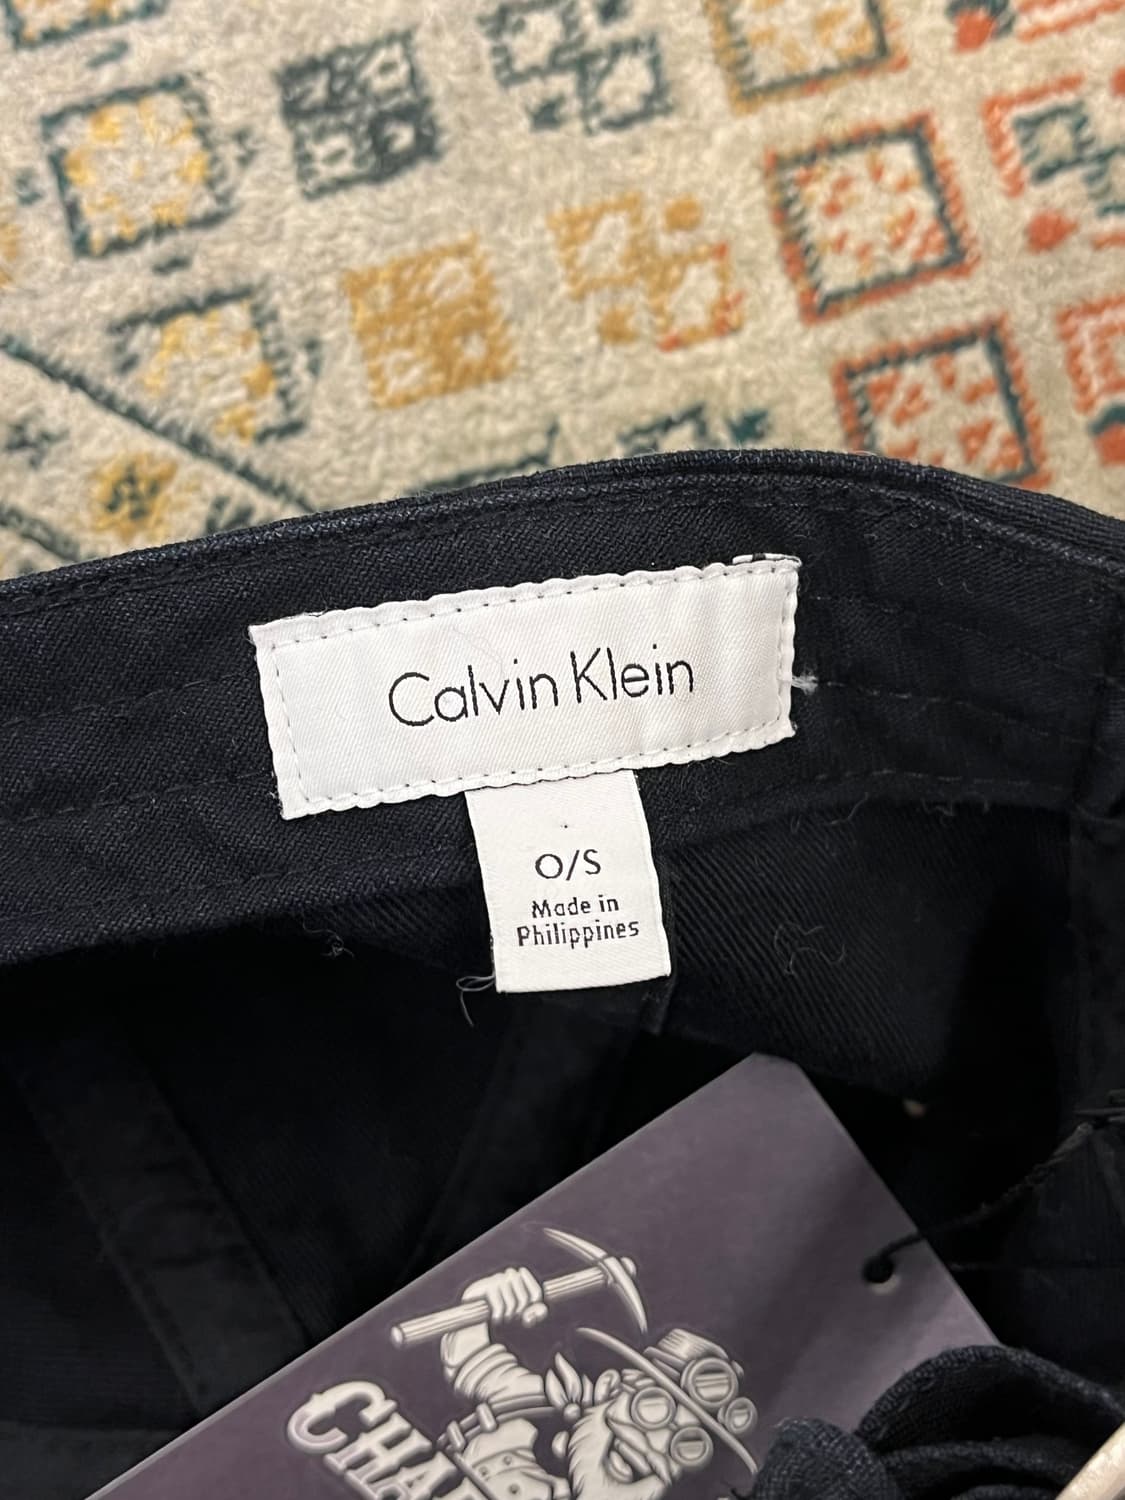 Calvin Klein
O/S
Made in
Philippines